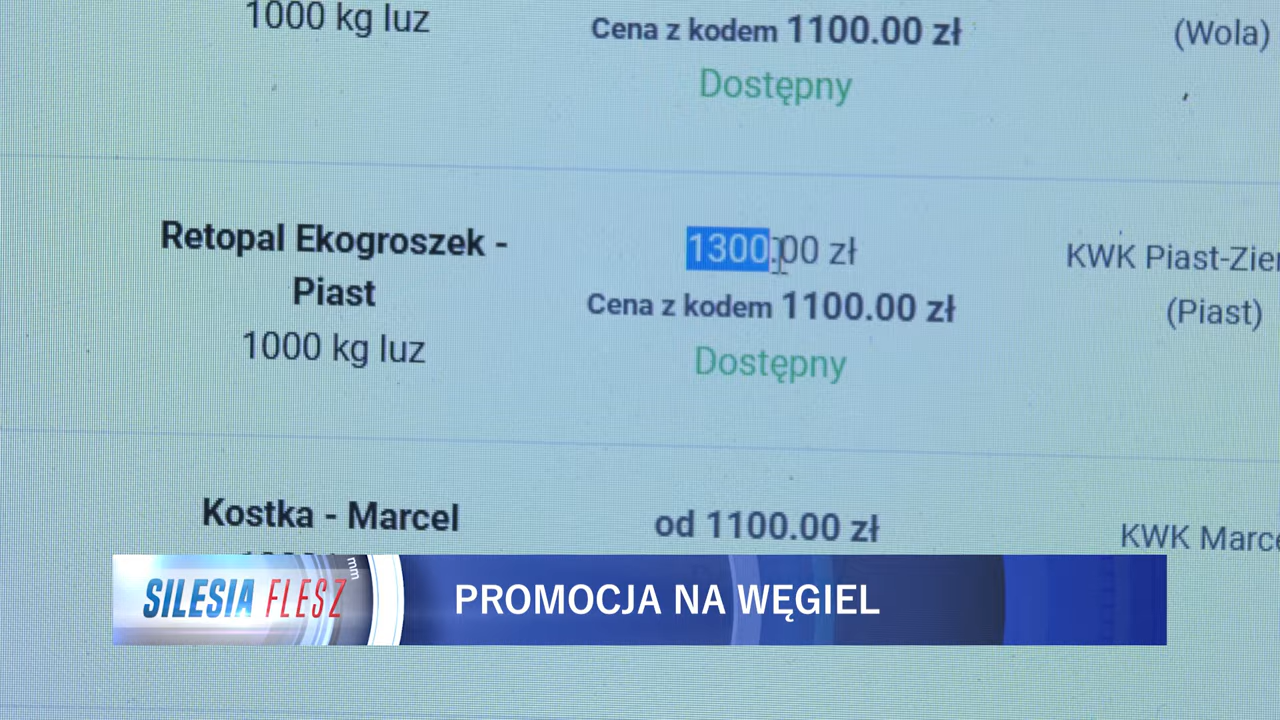 1000 kg luz
Cena z kodem 1100.00 zł
(Wola)
Dostępny
Retopal Ekogroszek -
Piast
1000 kg luz
1300.00 zł
Cena z kodem 1100.00 zł
Dostępny
KWK Piast-Zier
(Piast)
Kostka - Marcel
od 1100.00 zł
KWK Marce
mm
SILESIA FLESZ
PROMOCJA NA WĘGIEL